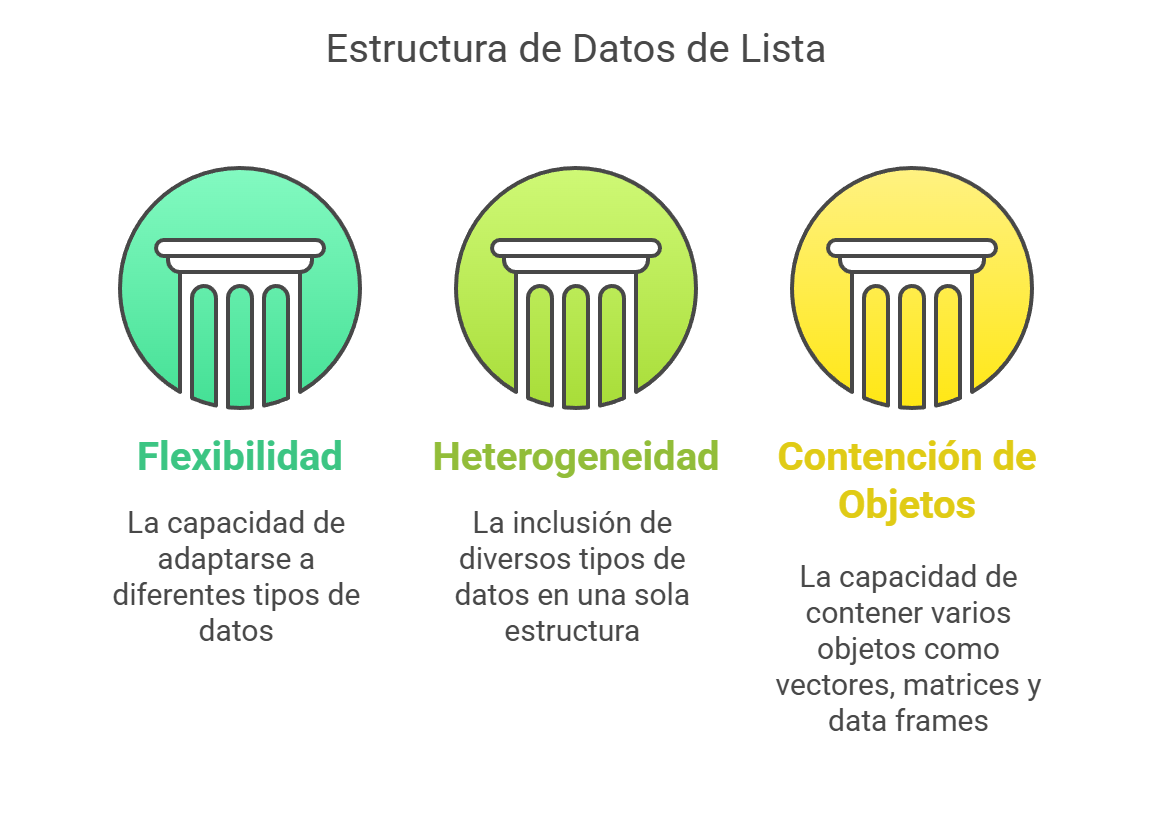 Estructura de Datos de Lista
Flexibilidad
La capacidad de
adaptarse a
diferentes tipos de
datos
Heterogeneidad
La inclusión de
diversos tipos de
datos en una sola
estructura
Contención de
Objetos
La capacidad de
contener varios
objetos como
vectores, matrices y
data frames